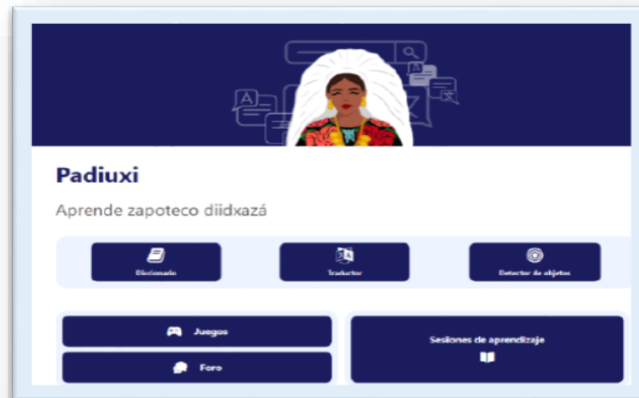 Padiuxi
Aprende zapoteco diidxazá
Diccionario
Traductor
Detector de objetos
Juegos
Foro
Sesiones de aprendizaje